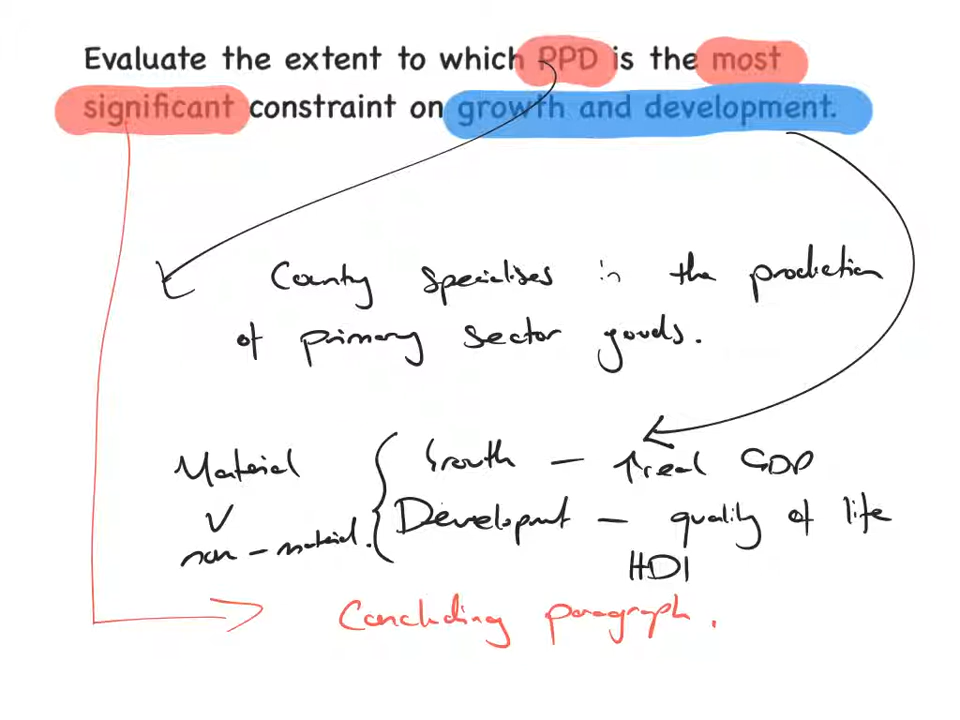 Evaluate the extent to which PPD is the most
significant constraint on growth and development.
County specialises in the production
of primary sector goods.
Material
v
non-material.
Growth – ↑real GDP
Development – quality of life
HDI
Concluding paragraph.